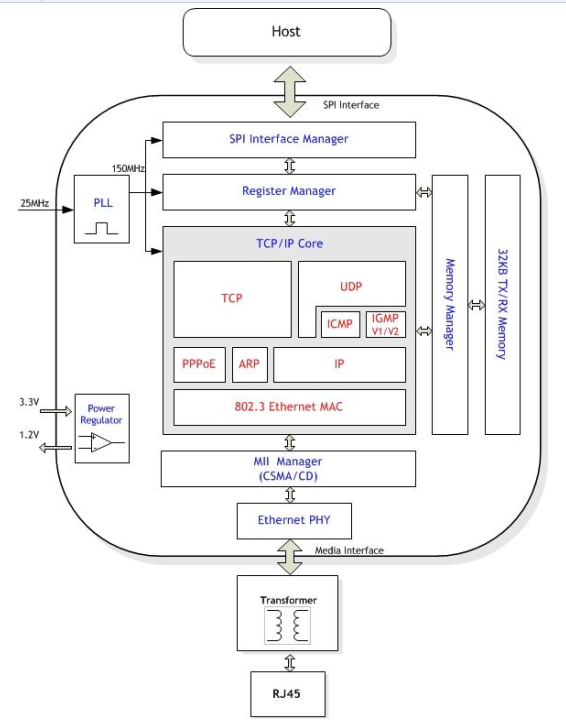 Host
SPI Interface
SPI Interface Manager
150MHz
Register Manager
25MHz
PLL
TCP/IP Core
TCP
UDP
ICMP
IGMP
V1/V2
Memory Manager
32KB TX/RX Memory
PPPoE
ARP
IP
802.3 Ethernet MAC
3.3V
1.2V
Power
Regulator
MII Manager
(CSMA/CD)
Ethernet PHY
Media Interface
Transformer
RJ45